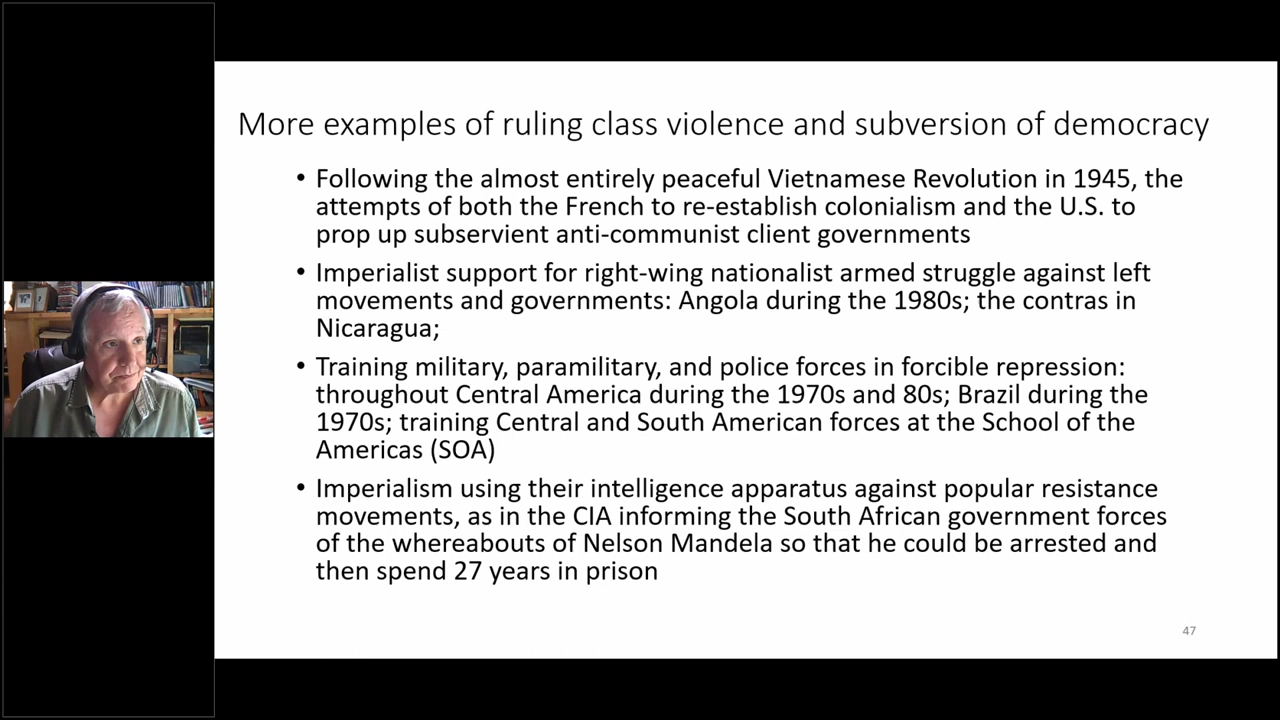 More examples of ruling class violence and subversion of democracy
• Following the almost entirely peaceful Vietnamese Revolution in 1945, the
attempts of both the French to re-establish colonialism and the U.S. to
prop up subservient anti-communist client governments
• Imperialist support for right-wing nationalist armed struggle against left
movements and governments: Angola during the 1980s; the contras in
Nicaragua;
• Training military, paramilitary, and police forces in forcible repression:
throughout Central America during the 1970s and 80s; Brazil during the
1970s; training Central and South American forces at the School of the
Americas (SOA)
• Imperialism using their intelligence apparatus against popular resistance
movements, as in the CIA informing the South African government forces
of the whereabouts of Nelson Mandela so that he could be arrested and
then spend 27 years in prison
47